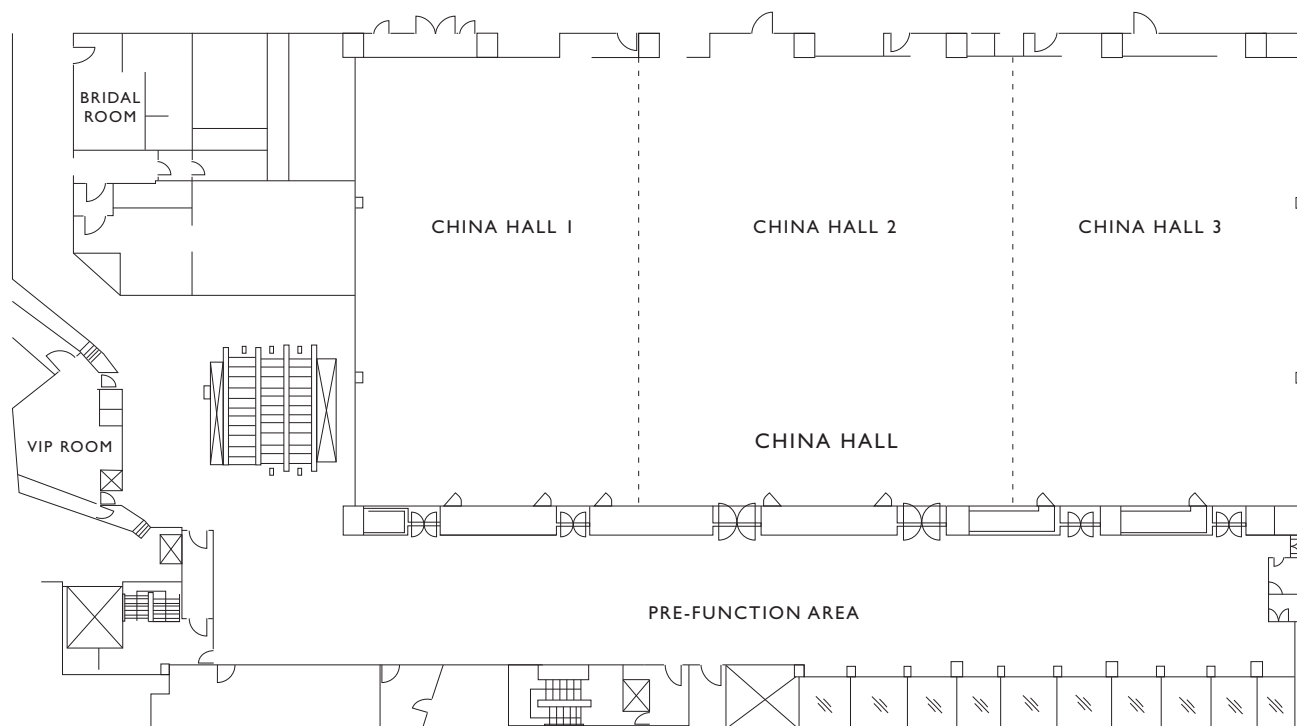 BRIDAL
ROOM
CHINA HALL 1
CHINA HALL 2
CHINA HALL 3
CHINA HALL
VIP ROOM
PRE-FUNCTION AREA